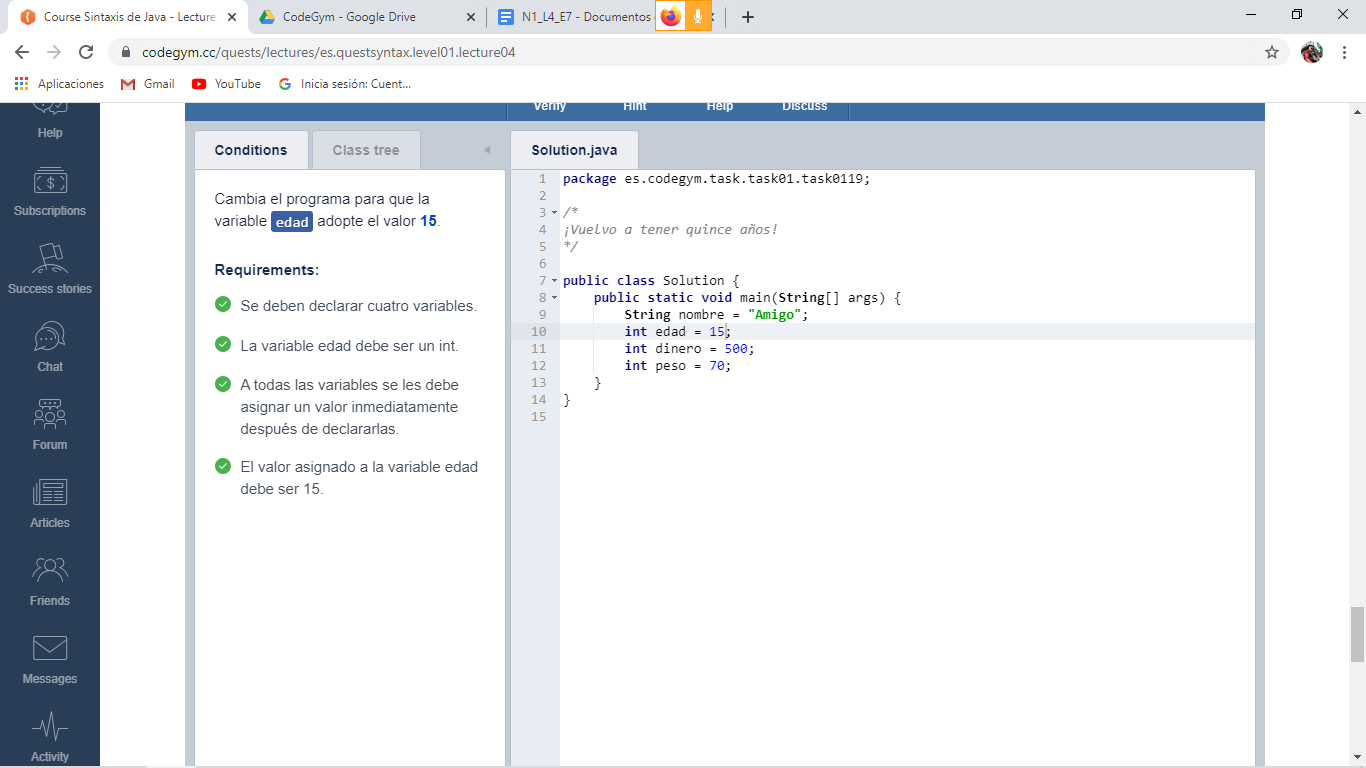 Course Sintaxis de Java - Lecture
CodeGym - Google Drive
N1_L4_E7 - Documentos
codegym.cc/quests/lectures/es.questsyntax.level01.lecture04
Aplicaciones
Gmail
YouTube
Inicia sesión: Cuent...
Help
Subscriptions
Success stories
Chat
Forum
Articles
Friends
Messages
Activity
Verify
Hint
Help
Discuss
Conditions
Class tree
Cambia el programa para que la
variable edad adopte el valor 15.
Requirements:
Se deben declarar cuatro variables.
La variable edad debe ser un int.
A todas las variables se les debe
asignar un valor inmediatamente
después de declararlas.
El valor asignado a la variable edad
debe ser 15.
Solution.java
1 package es.codegym.task.task01.task0119;
2
3 /*
4 ¡Vuelvo a tener quince años!
5 */
6
7 public class Solution {
8 public static void main(String[] args) {
9 String nombre = "Amigo";
10 int edad = 15;
11 int dinero = 500;
12 int peso = 70;
13 }
14 }
15